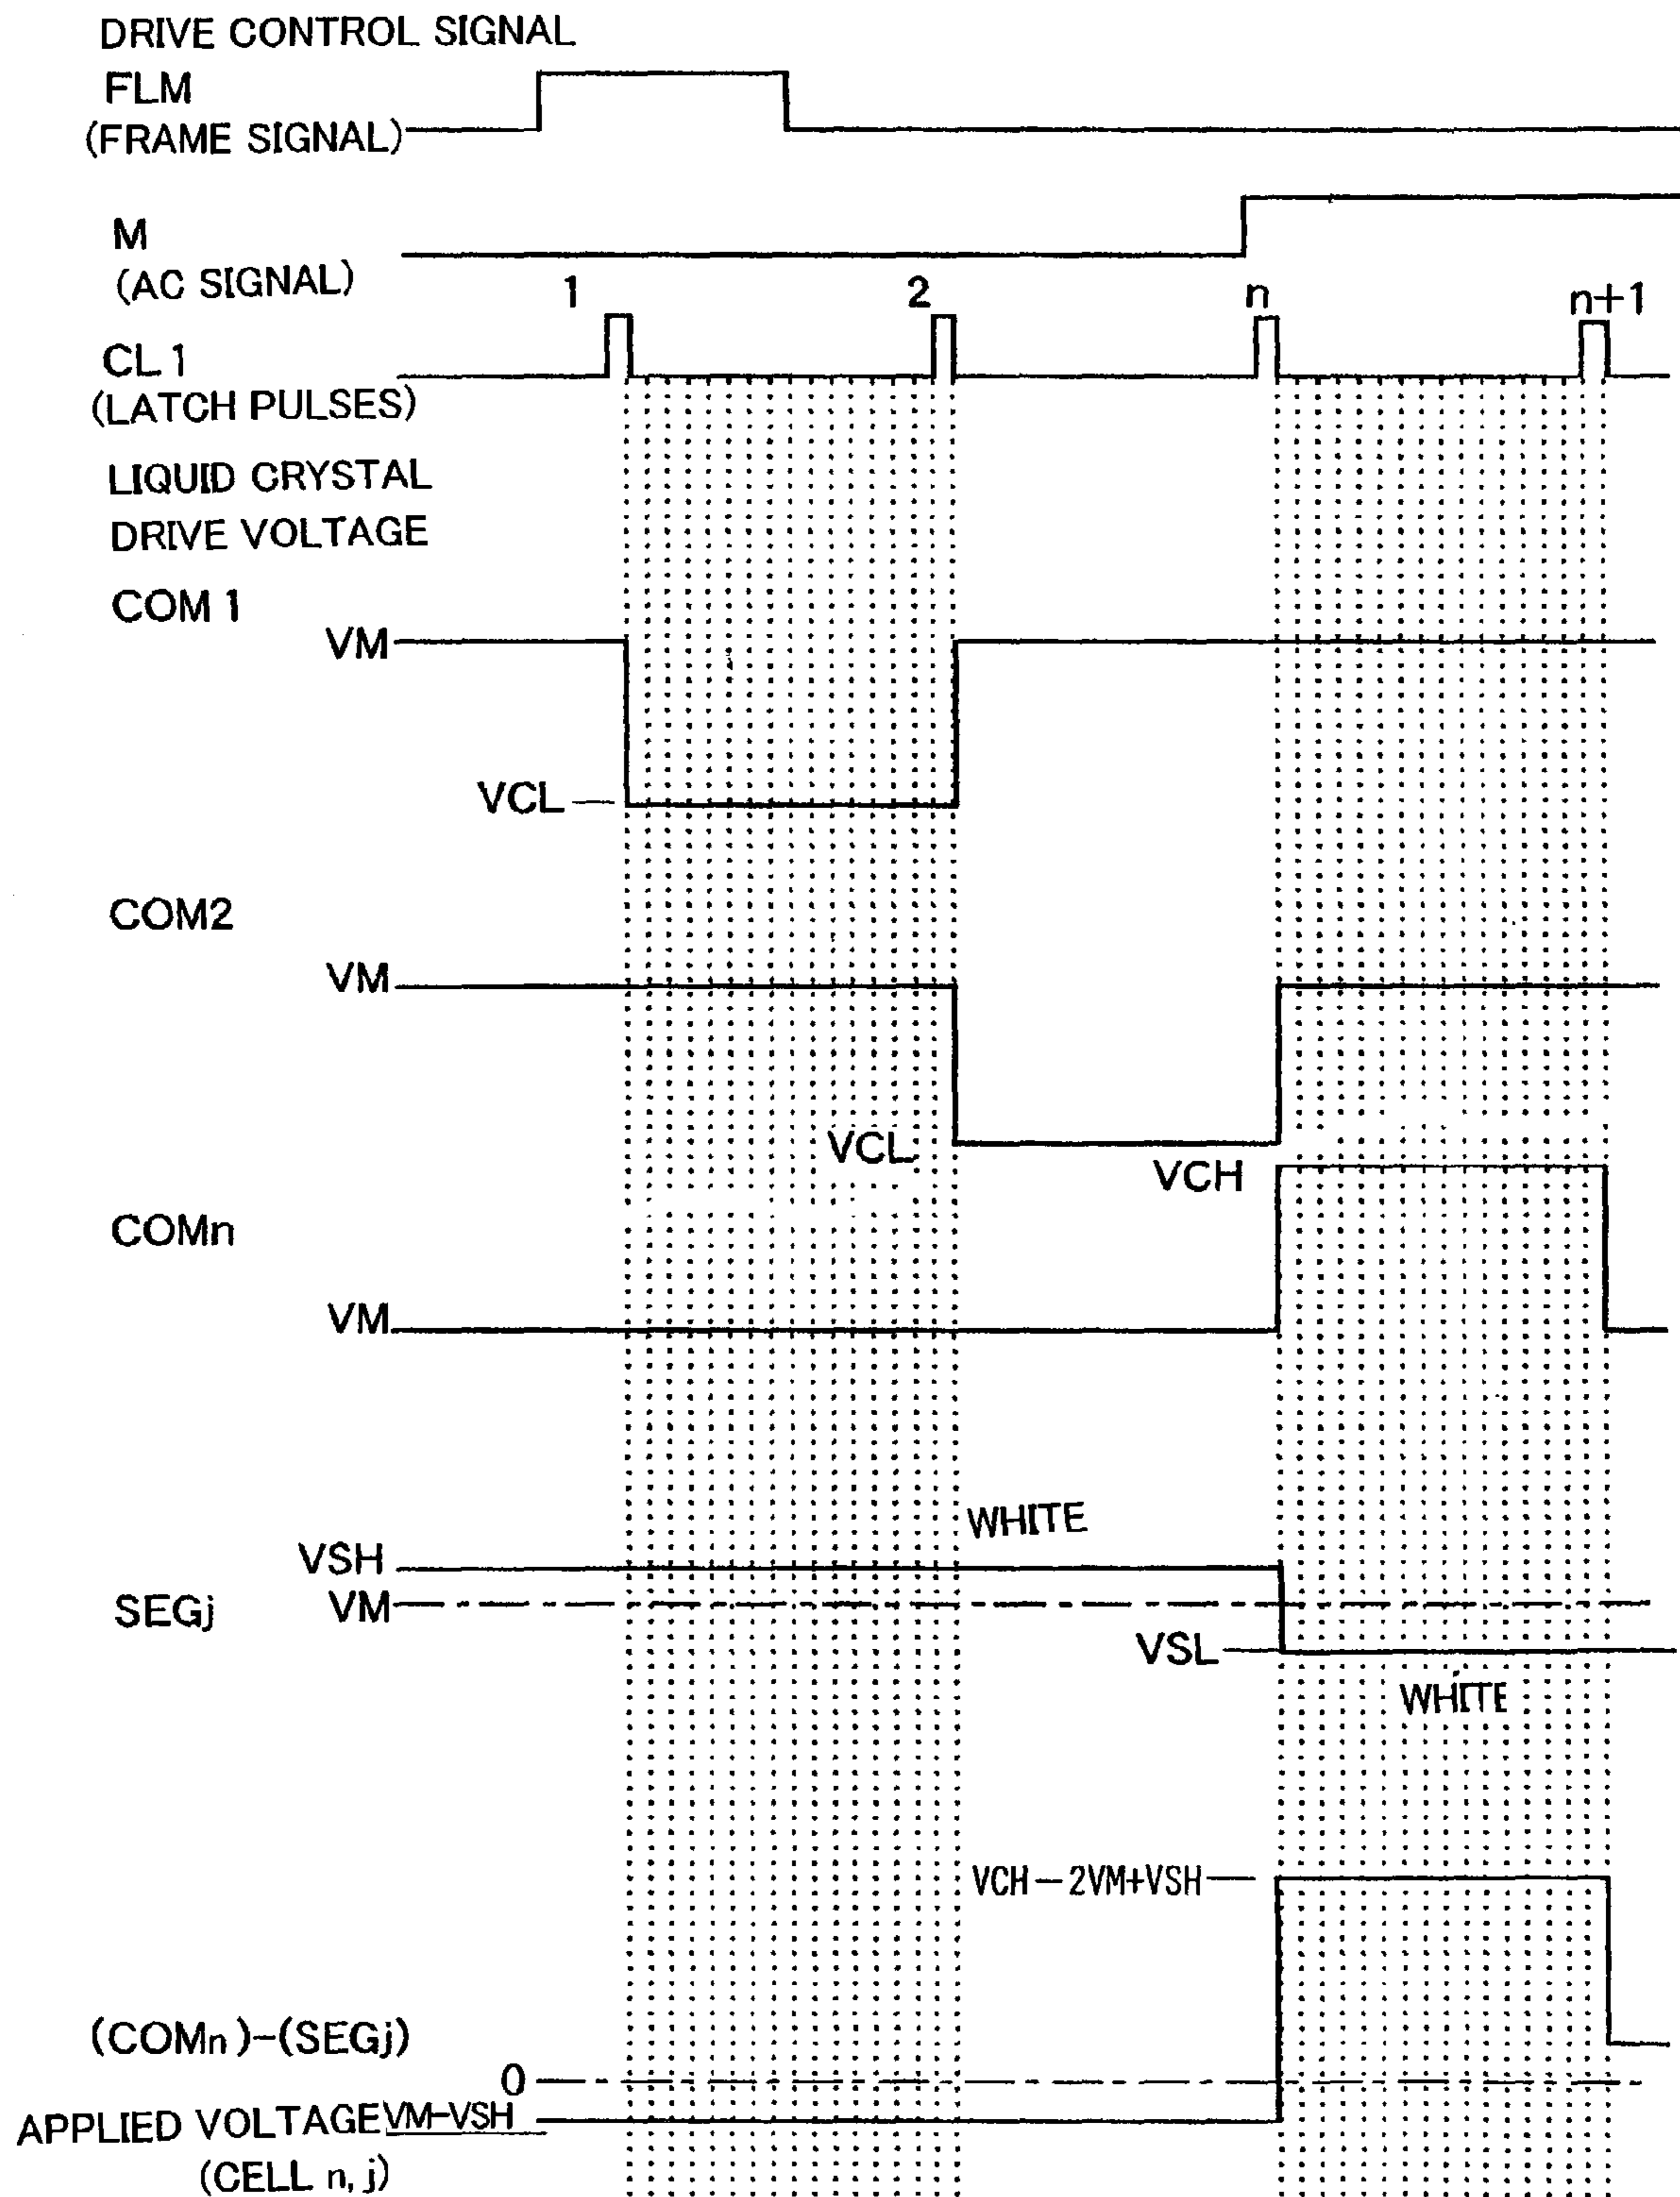 DRIVE CONTROL SIGNAL
FLM
(FRAME SIGNAL)
M
(AC SIGNAL)
1 2 n n+1
CL1
(LATCH PULSES)
LIQUID CRYSTAL
DRIVE VOLTAGE
COM 1
VM
VCL
COM2
VM
VCL
VCH
COMn
VM
WHITE
VSH
SEGj VM
VSL
WHITE
VCH-2VM+VSH
(COMn)-(SEGj)
0
APPLIED VOLTAGE VM-VSH
(CELL n, j)